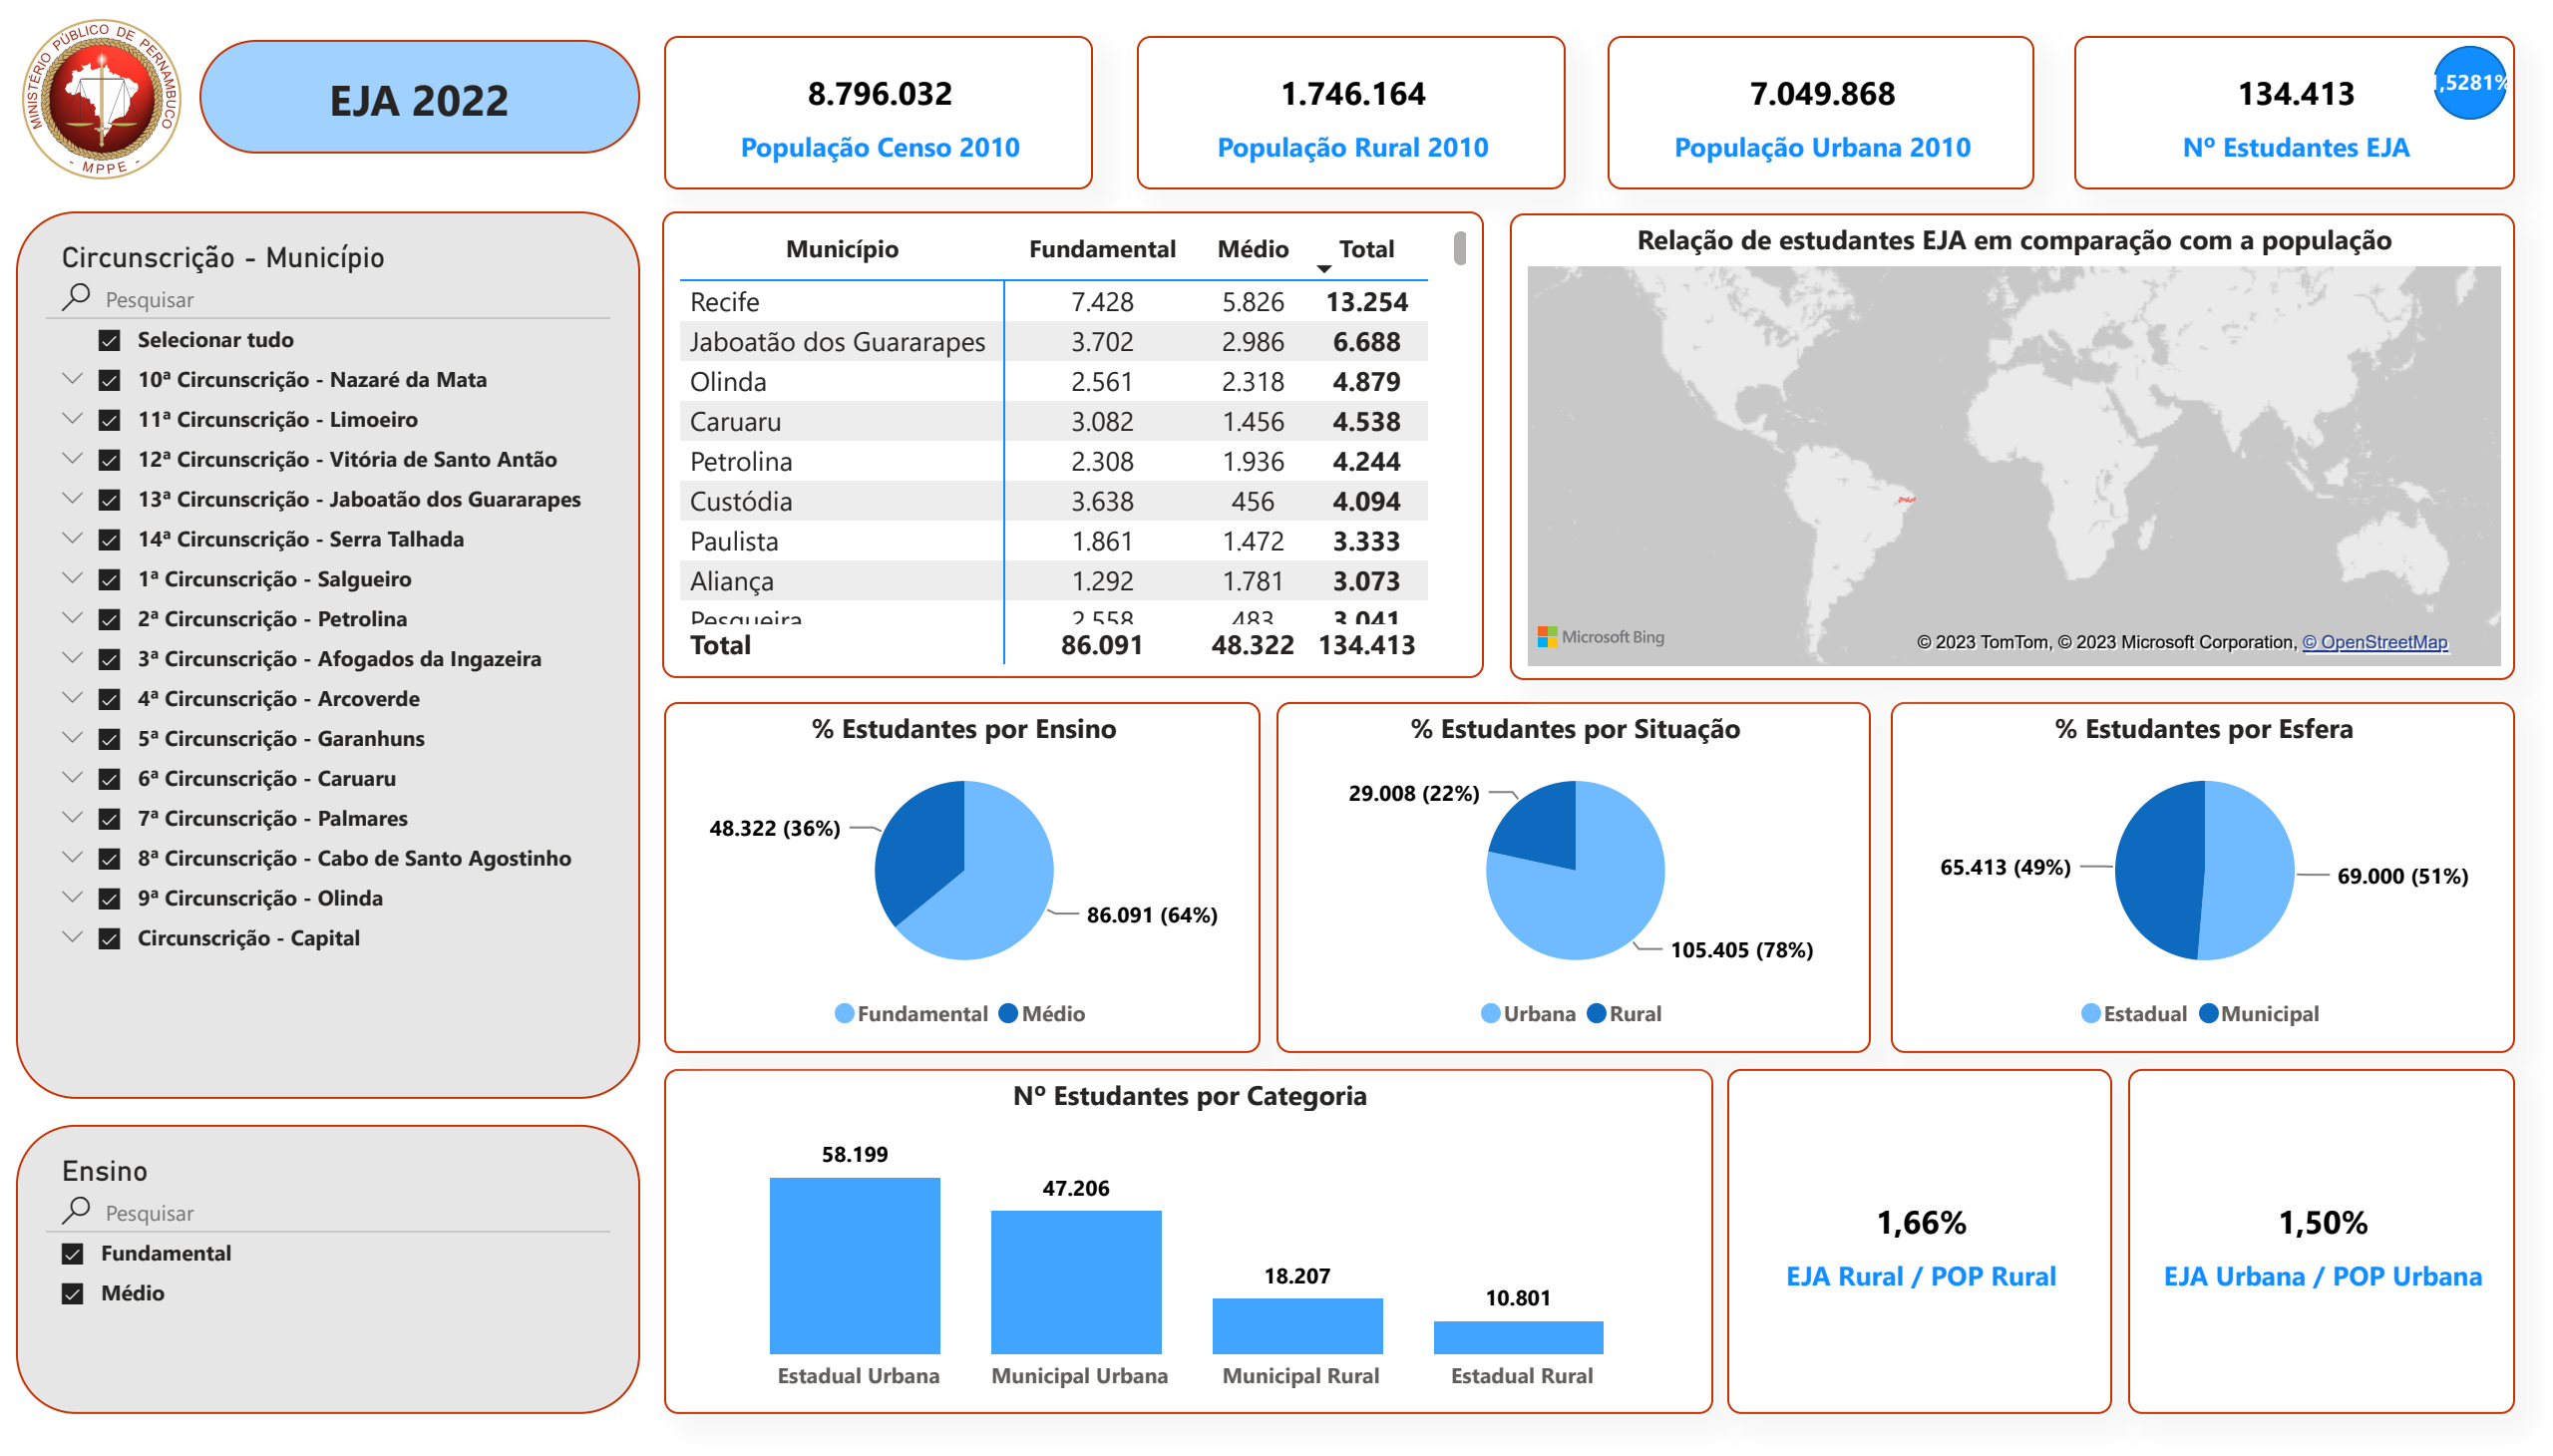 MINISTÉRIO PÚBLICO DE PERNAMBUCO
- MPPE -
EJA 2022
8.796.032
População Censo 2010
1.746.164
População Rural 2010
7.049.868
População Urbana 2010
134.413
,5281%
Nº Estudantes EJA
Circunscrição - Município
Pesquisar
Selecionar tudo
10ª Circunscrição - Nazaré da Mata
11ª Circunscrição - Limoeiro
12ª Circunscrição - Vitória de Santo Antão
13ª Circunscrição - Jaboatão dos Guararapes
14ª Circunscrição - Serra Talhada
1ª Circunscrição - Salgueiro
2ª Circunscrição - Petrolina
3ª Circunscrição - Afogados da Ingazeira
4ª Circunscrição - Arcoverde
5ª Circunscrição - Garanhuns
6ª Circunscrição - Caruaru
7ª Circunscrição - Palmares
8ª Circunscrição - Cabo de Santo Agostinho
9ª Circunscrição - Olinda
Circunscrição - Capital
Ensino
Pesquisar
Fundamental
Médio
Município Fundamental Médio Total
Recife 7.428 5.826 13.254
Jaboatão dos Guararapes 3.702 2.986 6.688
Olinda 2.561 2.318 4.879
Caruaru 3.082 1.456 4.538
Petrolina 2.308 1.936 4.244
Custódia 3.638 456 4.094
Paulista 1.861 1.472 3.333
Aliança 1.292 1.781 3.073
Pesqueira 2.558 483 3.041
Total 86.091 48.322 134.413
Relação de estudantes EJA em comparação com a população
Microsoft Bing
© 2023 TomTom, © 2023 Microsoft Corporation, © OpenStreetMap
% Estudantes por Ensino
48.322 (36%)
86.091 (64%)
Fundamental Médio
% Estudantes por Situação
29.008 (22%)
105.405 (78%)
Urbana Rural
% Estudantes por Esfera
65.413 (49%)
69.000 (51%)
Estadual Municipal
Nº Estudantes por Categoria
58.199
47.206
18.207
10.801
Estadual Urbana Municipal Urbana Municipal Rural Estadual Rural
1,66%
EJA Rural / POP Rural
1,50%
EJA Urbana / POP Urbana